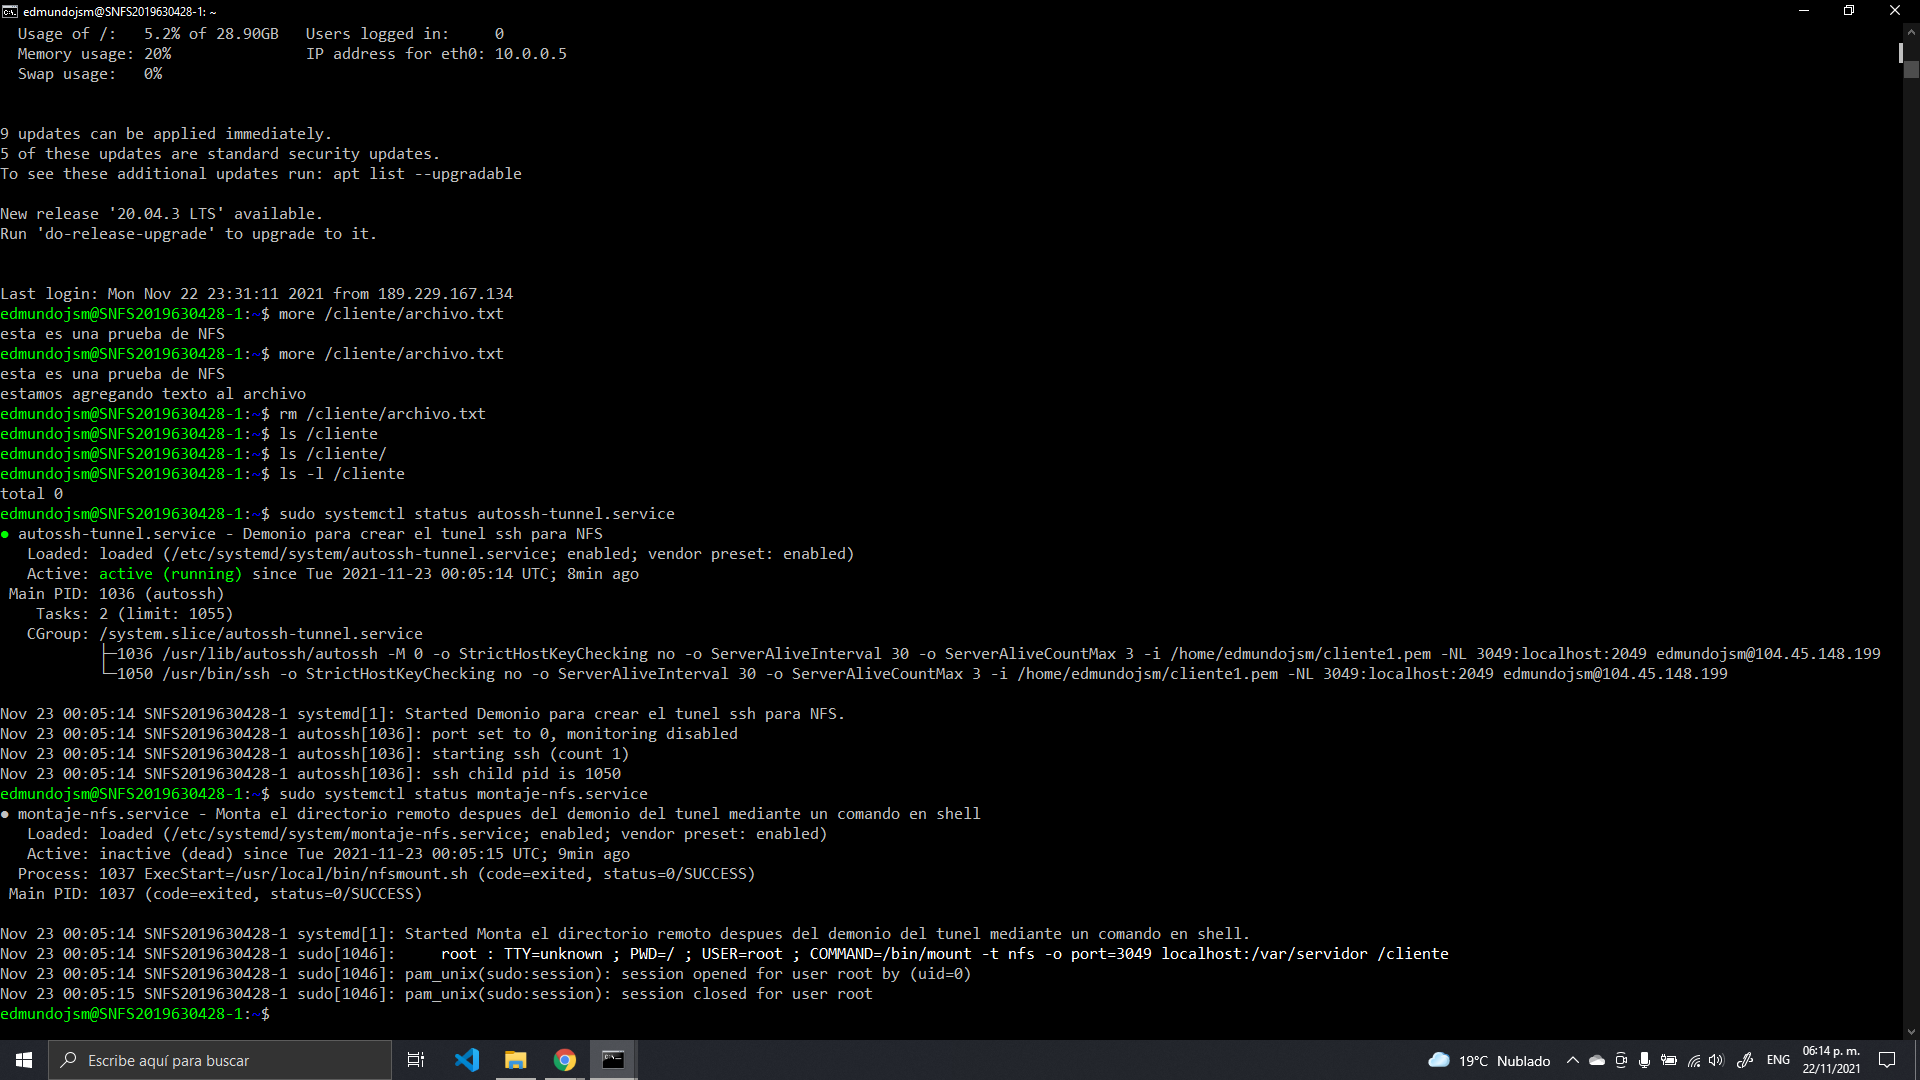 edmundojsm@SNFS2019630428-1: ~
Usage of /:   5.2% of 28.90GB   Users logged in:     0
Memory usage: 20%               IP address for eth0: 10.0.0.5
Swap usage:   0%
9 updates can be applied immediately.
5 of these updates are standard security updates.
To see these additional updates run: apt list --upgradable
New release '20.04.3 LTS' available.
Run 'do-release-upgrade' to upgrade to it.
Last login: Mon Nov 22 23:31:11 2021 from 189.229.167.134
edmundojsm@SNFS2019630428-1:~$ more /cliente/archivo.txt
esta es una prueba de NFS
edmundojsm@SNFS2019630428-1:~$ more /cliente/archivo.txt
esta es una prueba de NFS
estamos agregando texto al archivo
edmundojsm@SNFS2019630428-1:~$ rm /cliente/archivo.txt
edmundojsm@SNFS2019630428-1:~$ ls /cliente
edmundojsm@SNFS2019630428-1:~$ ls /cliente/
edmundojsm@SNFS2019630428-1:~$ ls -l /cliente
total 0
edmundojsm@SNFS2019630428-1:~$ sudo systemctl status autossh-tunnel.service
● autossh-tunnel.service - Demonio para crear el tunel ssh para NFS
Loaded: loaded (/etc/systemd/system/autossh-tunnel.service; enabled; vendor preset: enabled)
Active: active (running) since Tue 2021-11-23 00:05:14 UTC; 8min ago
Main PID: 1036 (autossh)
Tasks: 2 (limit: 1055)
CGroup: /system.slice/autossh-tunnel.service
├─1036 /usr/lib/autossh/autossh -M 0 -o StrictHostKeyChecking no -o ServerAliveInterval 30 -o ServerAliveCountMax 3 -i /home/edmundojsm/cliente1.pem -NL 3049:localhost:2049 edmundojsm@104.45.148.199
└─1050 /usr/bin/ssh -o StrictHostKeyChecking no -o ServerAliveInterval 30 -o ServerAliveCountMax 3 -i /home/edmundojsm/cliente1.pem -NL 3049:localhost:2049 edmundojsm@104.45.148.199
Nov 23 00:05:14 SNFS2019630428-1 systemd[1]: Started Demonio para crear el tunel ssh para NFS.
Nov 23 00:05:14 SNFS2019630428-1 autossh[1036]: port set to 0, monitoring disabled
Nov 23 00:05:14 SNFS2019630428-1 autossh[1036]: starting ssh (count 1)
Nov 23 00:05:14 SNFS2019630428-1 autossh[1036]: ssh child pid is 1050
edmundojsm@SNFS2019630428-1:~$ sudo systemctl status montaje-nfs.service
● montaje-nfs.service - Monta el directorio remoto despues del demonio del tunel mediante un comando en shell
Loaded: loaded (/etc/systemd/system/montaje-nfs.service; enabled; vendor preset: enabled)
Active: inactive (dead) since Tue 2021-11-23 00:05:15 UTC; 9min ago
Process: 1037 ExecStart=/usr/local/bin/nfsmount.sh (code=exited, status=0/SUCCESS)
Main PID: 1037 (code=exited, status=0/SUCCESS)
Nov 23 00:05:14 SNFS2019630428-1 systemd[1]: Started Monta el directorio remoto despues del demonio del tunel mediante un comando en shell.
Nov 23 00:05:14 SNFS2019630428-1 sudo[1046]:     root : TTY=unknown ; PWD=/ ; USER=root ; COMMAND=/bin/mount -t nfs -o port=3049 localhost:/var/servidor /cliente
Nov 23 00:05:14 SNFS2019630428-1 sudo[1046]: pam_unix(sudo:session): session opened for user root by (uid=0)
Nov 23 00:05:15 SNFS2019630428-1 sudo[1046]: pam_unix(sudo:session): session closed for user root
edmundojsm@SNFS2019630428-1:~$
Escribe aquí para buscar
19°C Nublado
ENG
06:14 p. m.
22/11/2021